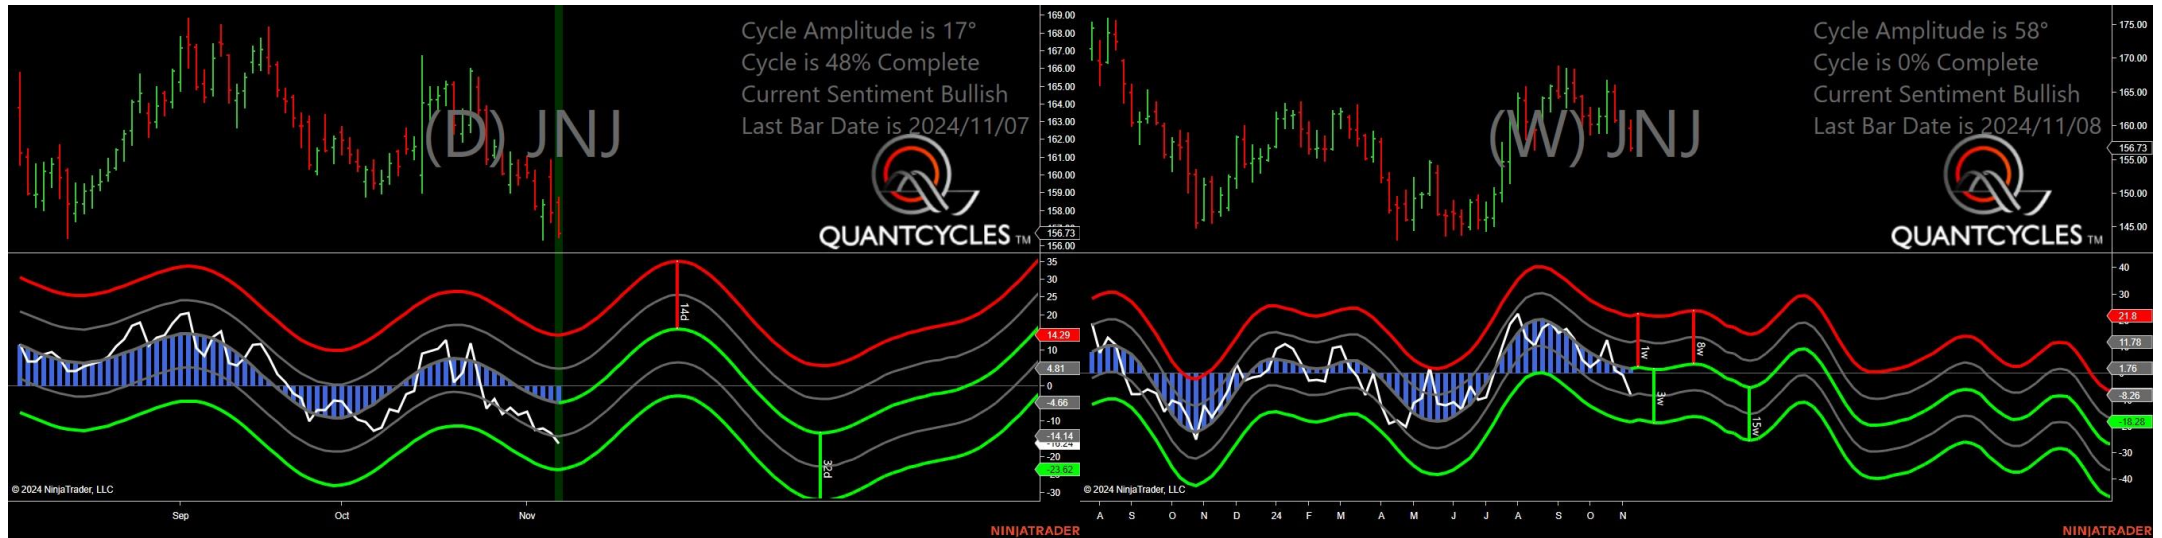 Cycle Amplitude is 17°
Cycle is 48% Complete
Current Sentiment Bullish
Last Bar Date is 2024/11/07
(D) JNJ
QUANTCYCLES TM
169.00
168.00
167.00
166.00
165.00
164.00
163.00
162.00
161.00
160.00
159.00
158.00
156.73
156.00
35
30
25
20
14.29
10
4.81
0
-4.66
-10
-14.14
-20
-23.62
-30
14d
32d
© 2024 NinjaTrader, LLC
Sep Oct Nov
NINJATRADER
Cycle Amplitude is 58°
Cycle is 0% Complete
Current Sentiment Bullish
Last Bar Date is 2024/11/08
(W) JNJ
QUANTCYCLES TM
175.00
170.00
165.00
160.00
156.73
155.00
150.00
145.00
40
30
21.8
11.78
1.76
-8.26
-18.28
-30
-40
1w
8w
3w
15w
© 2024 NinjaTrader, LLC
A S O N D 24 F M A M J J A S O N
NINJATRADER